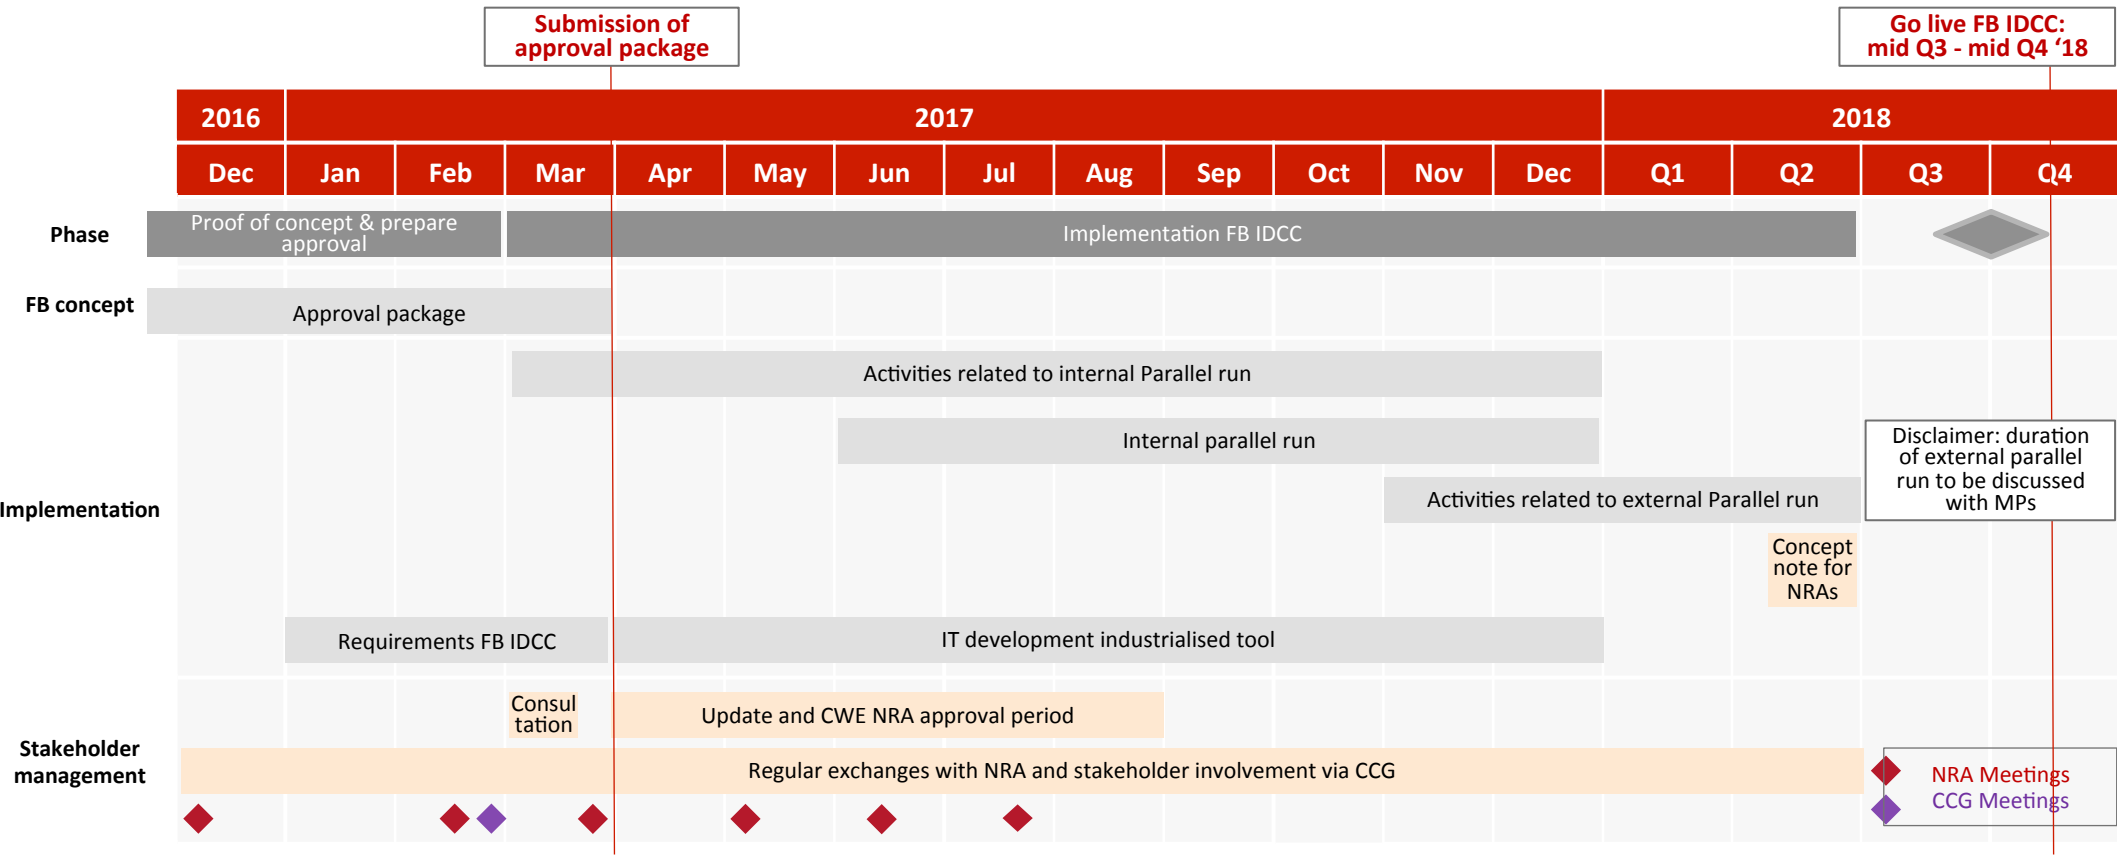 Submission of
approval package
Go live FB IDCC:
mid Q3 - mid Q4 ‘18
2016
2017
2018
Dec
Jan
Feb
Mar
Apr
May
Jun
Jul
Aug
Sep
Oct
Nov
Dec
Q1
Q2
Q3
Q4
Phase
Proof of concept & prepare
approval
Implementation FB IDCC
FB concept
Approval package
Activities related to internal Parallel run
Internal parallel run
Disclaimer: duration
of external parallel
run to be discussed
with MPs
Implementation
Activities related to external Parallel run
Concept
note for
NRAs
Requirements FB IDCC
IT development industrialised tool
Consul
tation
Update and CWE NRA approval period
Stakeholder
management
Regular exchanges with NRA and stakeholder involvement via CCG
NRA Meetings
CCG Meetings